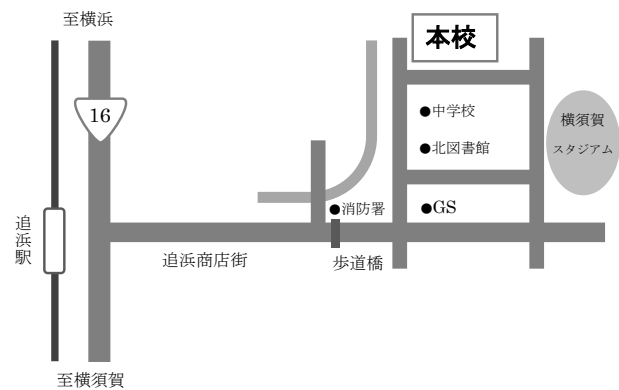 至横浜
本校
16
●中学校
横須賀
スタジアム
●北図書館
●消防署
●GS
追浜駅
追浜商店街
歩道橋
至横須賀